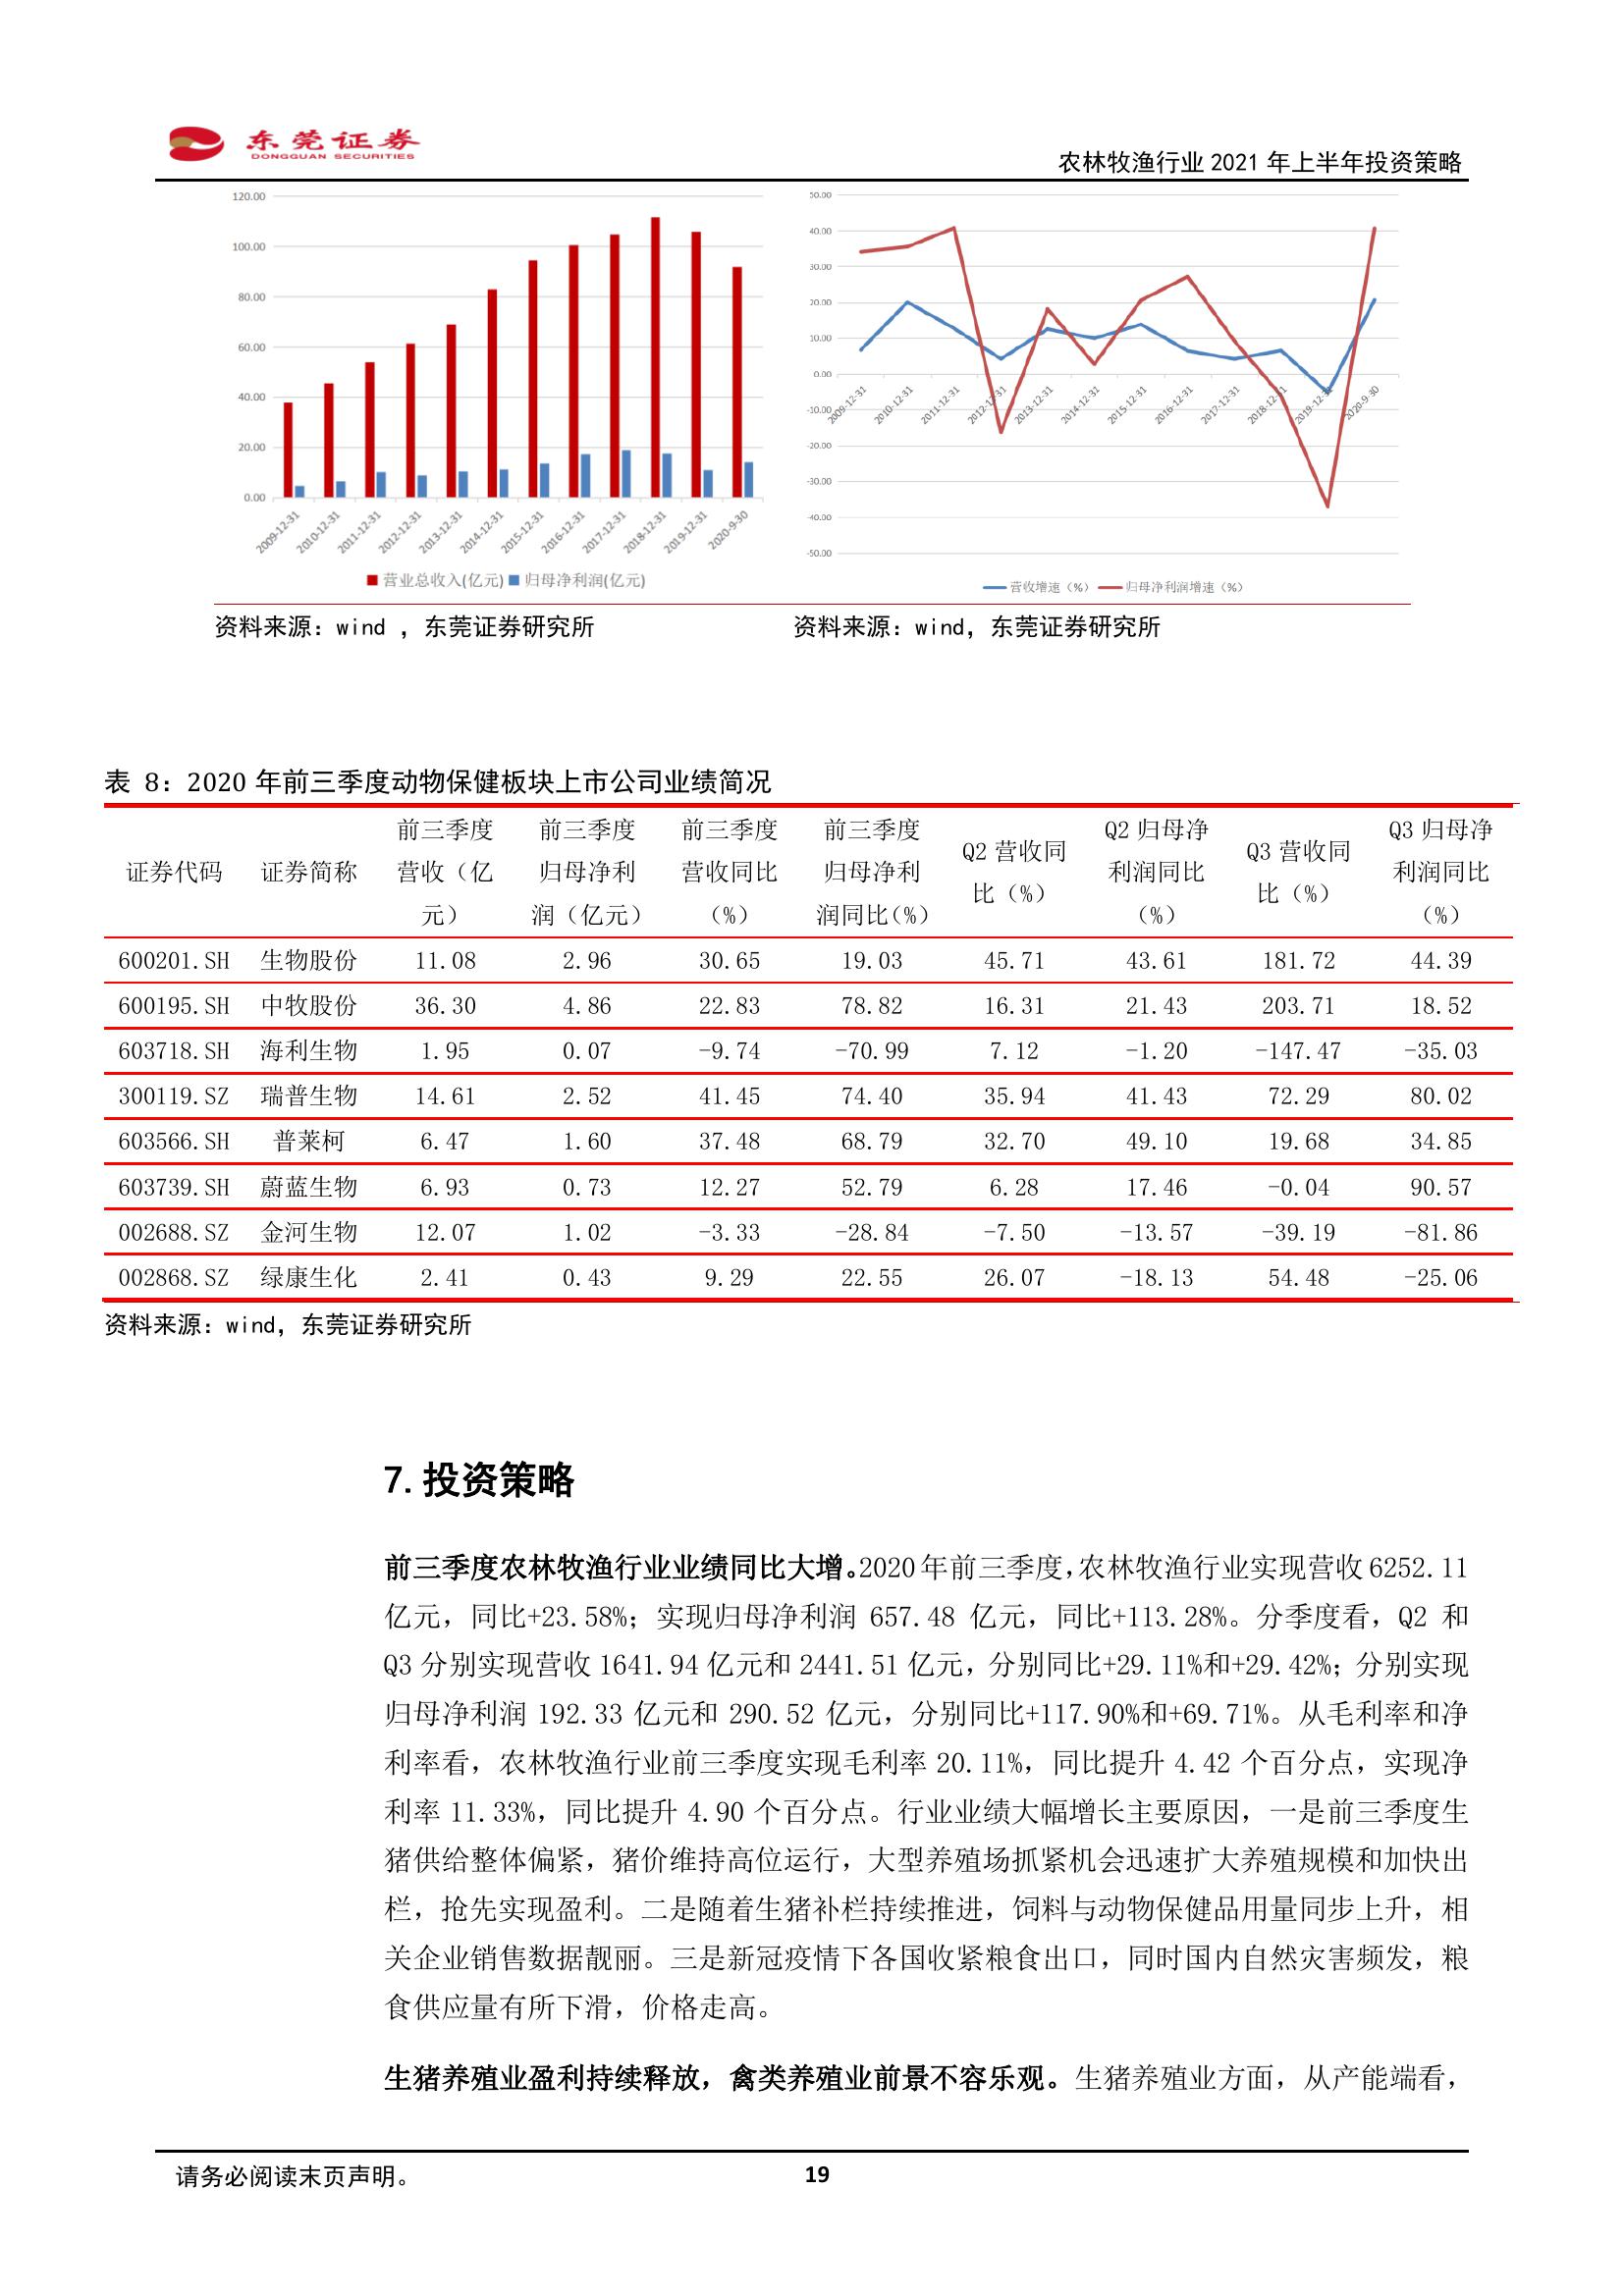 东莞证券
DONGGUAN SECURITIES
农林牧渔行业 2021 年上半年投资策略
120.00
100.00
80.00
60.00
40.00
20.00
0.00
2009-12-31
2010-12-31
2011-12-31
2012-12-31
2013-12-31
2014-12-31
2015-12-31
2016-12-31
2017-12-31
2018-12-31
2019-12-31
2020-9-30
营业总收入(亿元) 归母净利润(亿元)
50.00
40.00
30.00
20.00
10.00
0.00
-10.00
-20.00
-30.00
-40.00
-50.00
2009-12-31
2010-12-31
2011-12-31
2012-12-31
2013-12-31
2014-12-31
2015-12-31
2016-12-31
2017-12-31
2018-12-31
2019-12-31
2020-9-30
营收增速（%） 归母净利润增速（%）
资料来源：wind ，东莞证券研究所
资料来源：wind，东莞证券研究所
表 8：2020 年前三季度动物保健板块上市公司业绩简况
证券代码 证券简称 前三季度营收（亿元） 前三季度归母净利润（亿元） 前三季度营收同比（%） 前三季度归母净利润同比(%) Q2 营收同比（%） Q2 归母净利润同比（%） Q3 营收同比（%） Q3 归母净利润同比（%）
600201.SH 生物股份 11.08 2.96 30.65 19.03 45.71 43.61 181.72 44.39
600195.SH 中牧股份 36.30 4.86 22.83 78.82 16.31 21.43 203.71 18.52
603718.SH 海利生物 1.95 0.07 -9.74 -70.99 7.12 -1.20 -147.47 -35.03
300119.SZ 瑞普生物 14.61 2.52 41.45 74.40 35.94 41.43 72.29 80.02
603566.SH 普莱柯 6.47 1.60 37.48 68.79 32.70 49.10 19.68 34.85
603739.SH 蔚蓝生物 6.93 0.73 12.27 52.79 6.28 17.46 -0.04 90.57
002688.SZ 金河生物 12.07 1.02 -3.33 -28.84 -7.50 -13.57 -39.19 -81.86
002868.SZ 绿康生化 2.41 0.43 9.29 22.55 26.07 -18.13 54.48 -25.06
资料来源：wind，东莞证券研究所
7.投资策略
前三季度农林牧渔行业业绩同比大增。2020年前三季度，农林牧渔行业实现营收6252.11
亿元，同比+23.58%；实现归母净利润 657.48 亿元，同比+113.28%。分季度看，Q2 和
Q3 分别实现营收 1641.94 亿元和 2441.51 亿元，分别同比+29.11%和+29.42%；分别实现
归母净利润 192.33 亿元和 290.52 亿元，分别同比+117.90%和+69.71%。从毛利率和净
利率看，农林牧渔行业前三季度实现毛利率 20.11%，同比提升 4.42 个百分点，实现净
利率 11.33%，同比提升 4.90 个百分点。行业业绩大幅增长主要原因，一是前三季度生
猪供给整体偏紧，猪价维持高位运行，大型养殖场抓紧机会迅速扩大养殖规模和加快出
栏，抢先实现盈利。二是随着生猪补栏持续推进，饲料与动物保健品用量同步上升，相
关企业销售数据靓丽。三是新冠疫情下各国收紧粮食出口，同时国内自然灾害频发，粮
食供应量有所下滑，价格走高。
生猪养殖业盈利持续释放，禽类养殖业前景不容乐观。生猪养殖业方面，从产能端看，
请务必阅读末页声明。
19